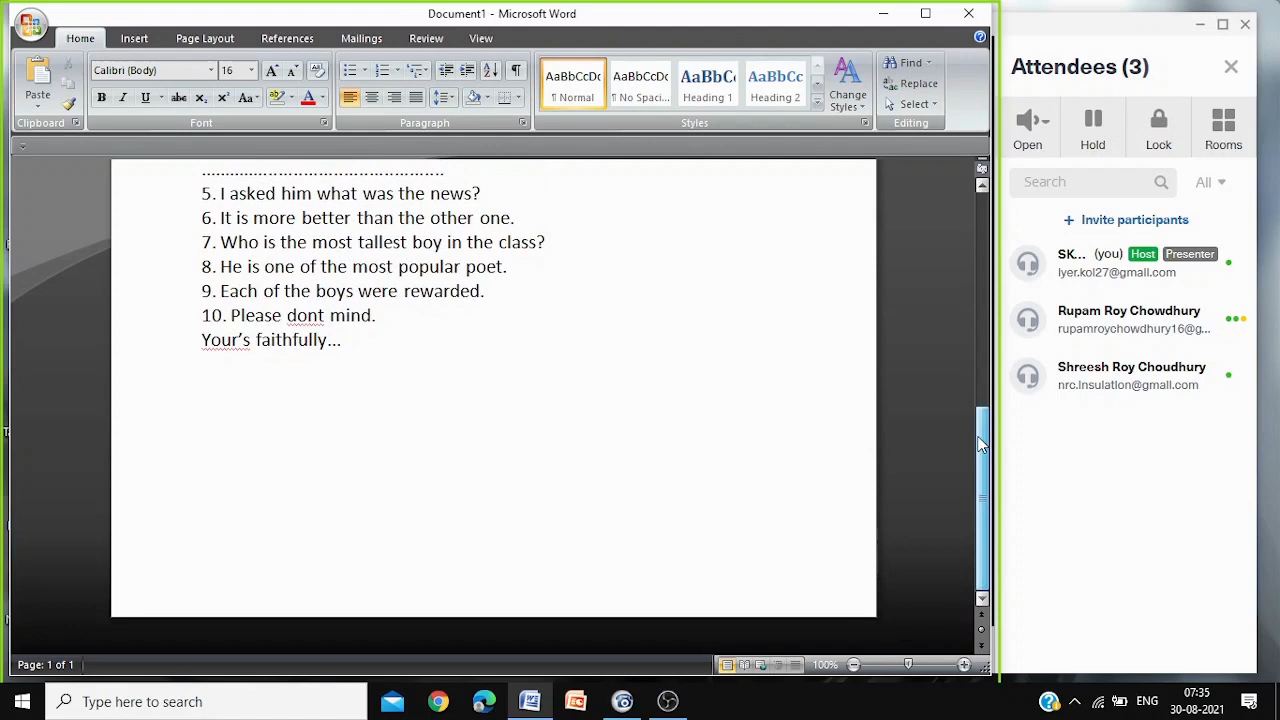 Document1 - Microsoft Word
Home Insert Page Layout References Mailings Review View
Paste
Calibri (Body) 16
Clipboard Font Paragraph Styles Editing
AaBbCcDc AaBbCcDc AaBbC AaBbCc
¶ Normal ¶ No Spaci... Heading 1 Heading 2
Change Styles
Find
Replace
Select
5. I asked him what was the news?
6. It is more better than the other one.
7. Who is the most tallest boy in the class?
8. He is one of the most popular poet.
9. Each of the boys were rewarded.
10. Please dont mind.
Your’s faithfully…
Page: 1 of 1
100%
Attendees (3)
Open Hold Lock Rooms
Search All
+ Invite participants
SK... (you) Host Presenter
lyer.kol27@gmail.com
Rupam Roy Chowdhury
rupamroychowdhury16@g...
Shreesh Roy Choudhury
nrc.insulation@gmail.com
Type here to search
ENG
07:35
30-08-2021